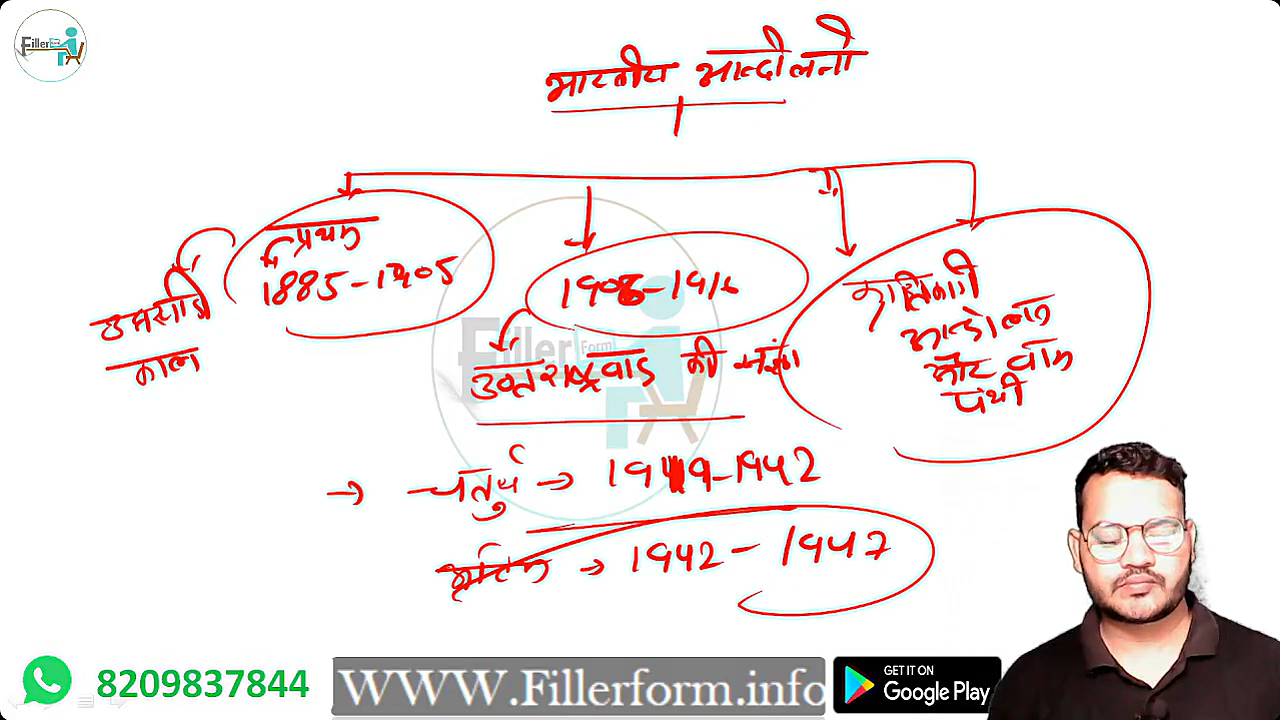 Filler Form
भारतीय आन्दोलनो
प्रथम
1885-1905
उदारवादी
काल
1906-1916
उग्रराष्ट्रवाद की
क्रांतिकारी
आन्दोलन
और वाम
पंथी
→ चतुर्थ → 1919-1942
→ 1942 - 1947
8209837844
WWW.Fillerform.info
GET IT ON
Google Play